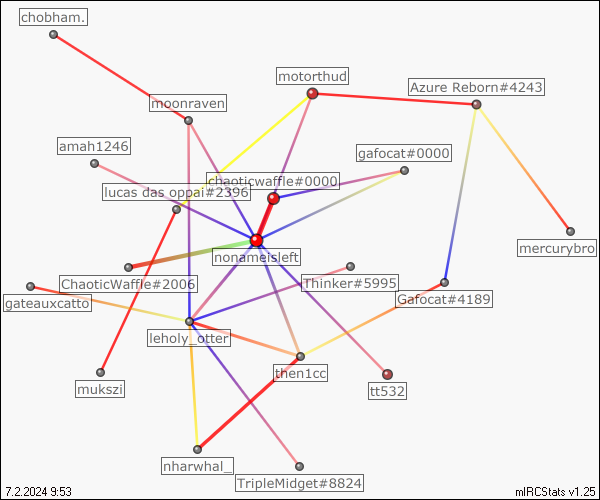 chobham.
motorthud
Azure Reborn#4243
moonraven
amah1246
gafocat#0000
chaoticwaffle#0000
lucas das oppai#2396
mercurybro
nonameisleft
ChaoticWaffle#2006
Thinker#5995
gateauxcatto
Gafocat#4189
leholy_otter
then1cc
mukszi
tt532
nharwhal_
TripleMidget#8824
7.2.2024 9:53
mIRCStats v1.25